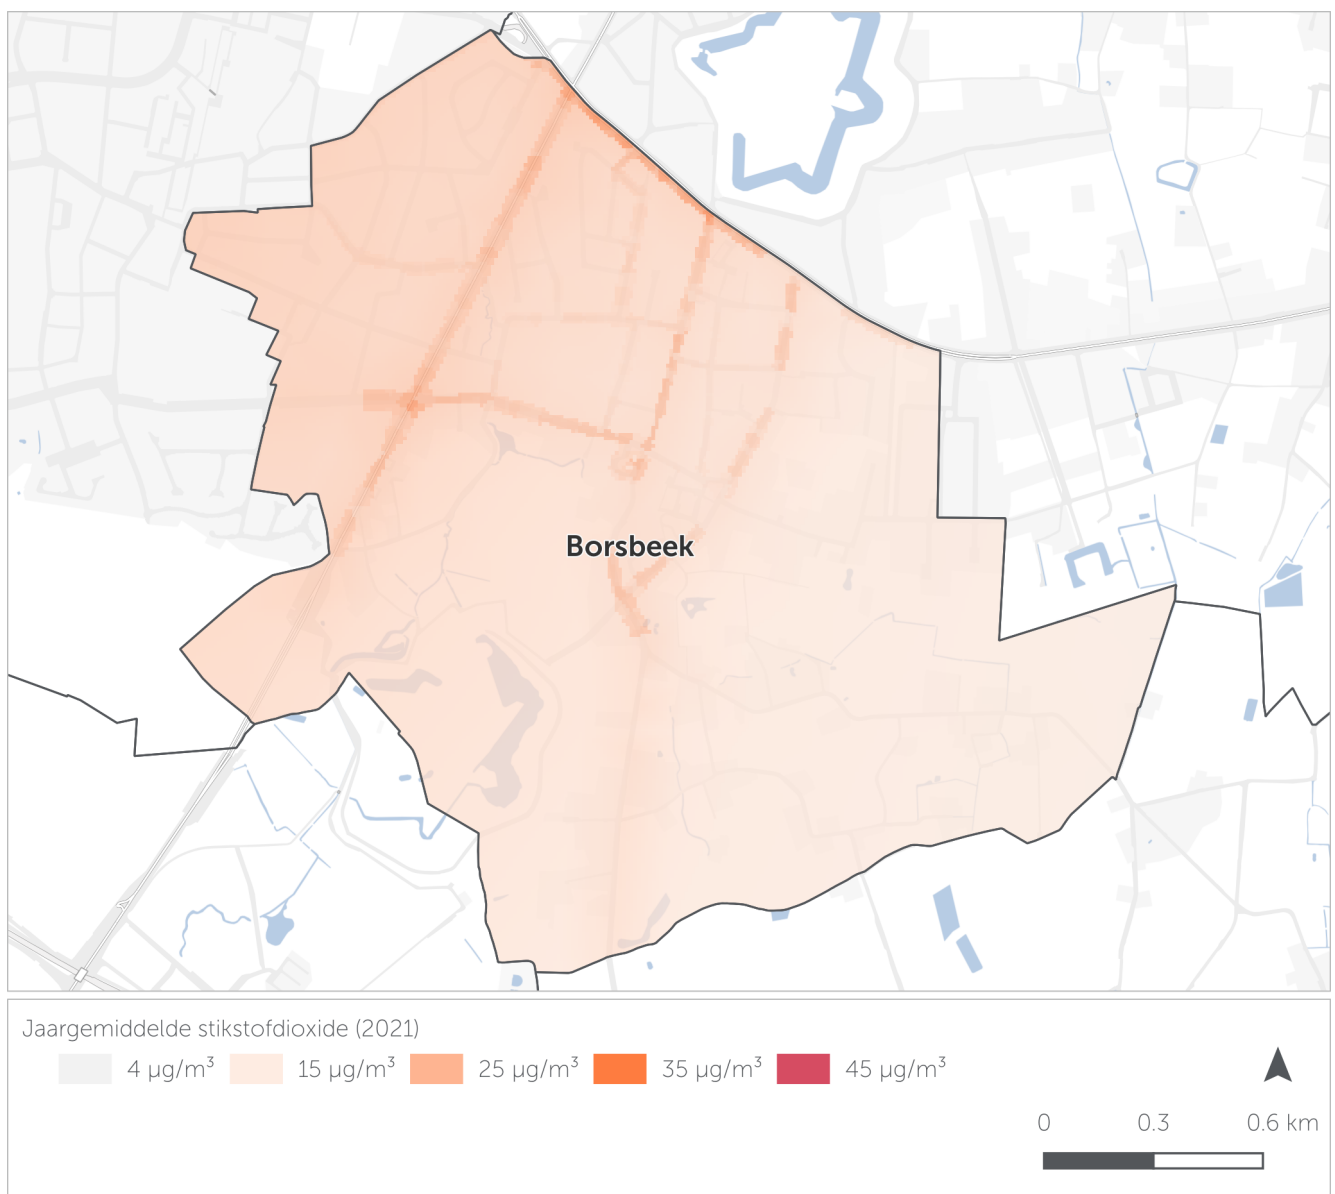 Borsbeek
Jaargemiddelde stikstofdioxide (2021)
4 µg/m³ 15 µg/m³ 25 µg/m³ 35 µg/m³ 45 µg/m³
0 0.3 0.6 km